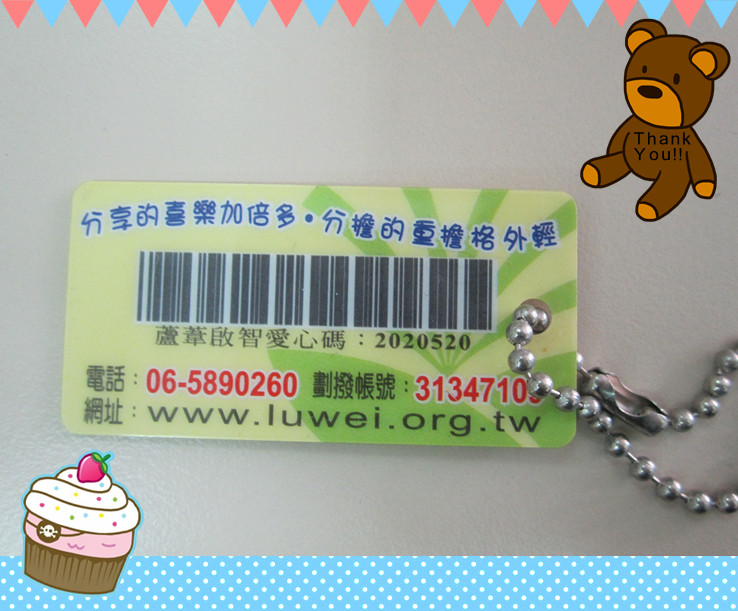 Thank
You!!
分享的喜樂加倍多•分擔的重擔格外輕
蘆葦啟智愛心碼：2020520
電話：06-5890260 劃撥帳號：31347109
網址：www.luwei.org.tw